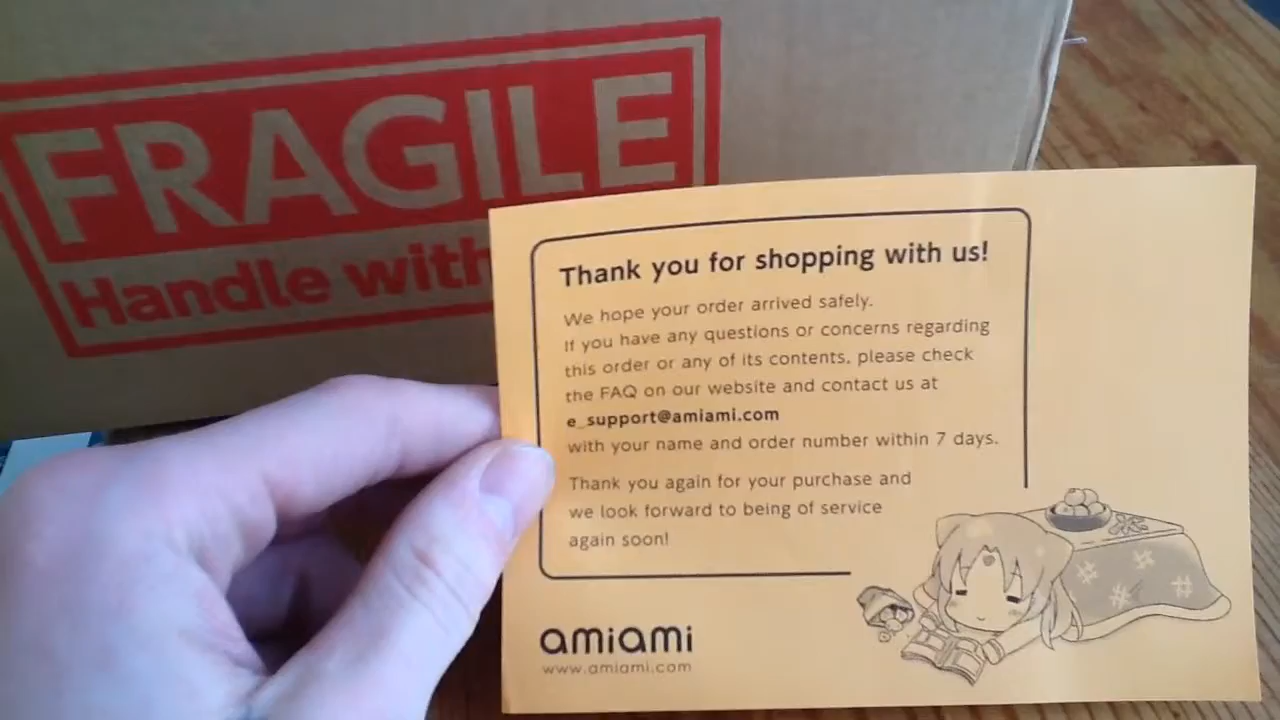 FRAGILE
Handle with
Thank you for shopping with us!
We hope your order arrived safely.
If you have any questions or concerns regarding
this order or any of its contents, please check
the FAQ on our website and contact us at
e_support@amiami.com
with your name and order number within 7 days.
Thank you again for your purchase and
we look forward to being of service
again soon!
amiami
www.amiami.com